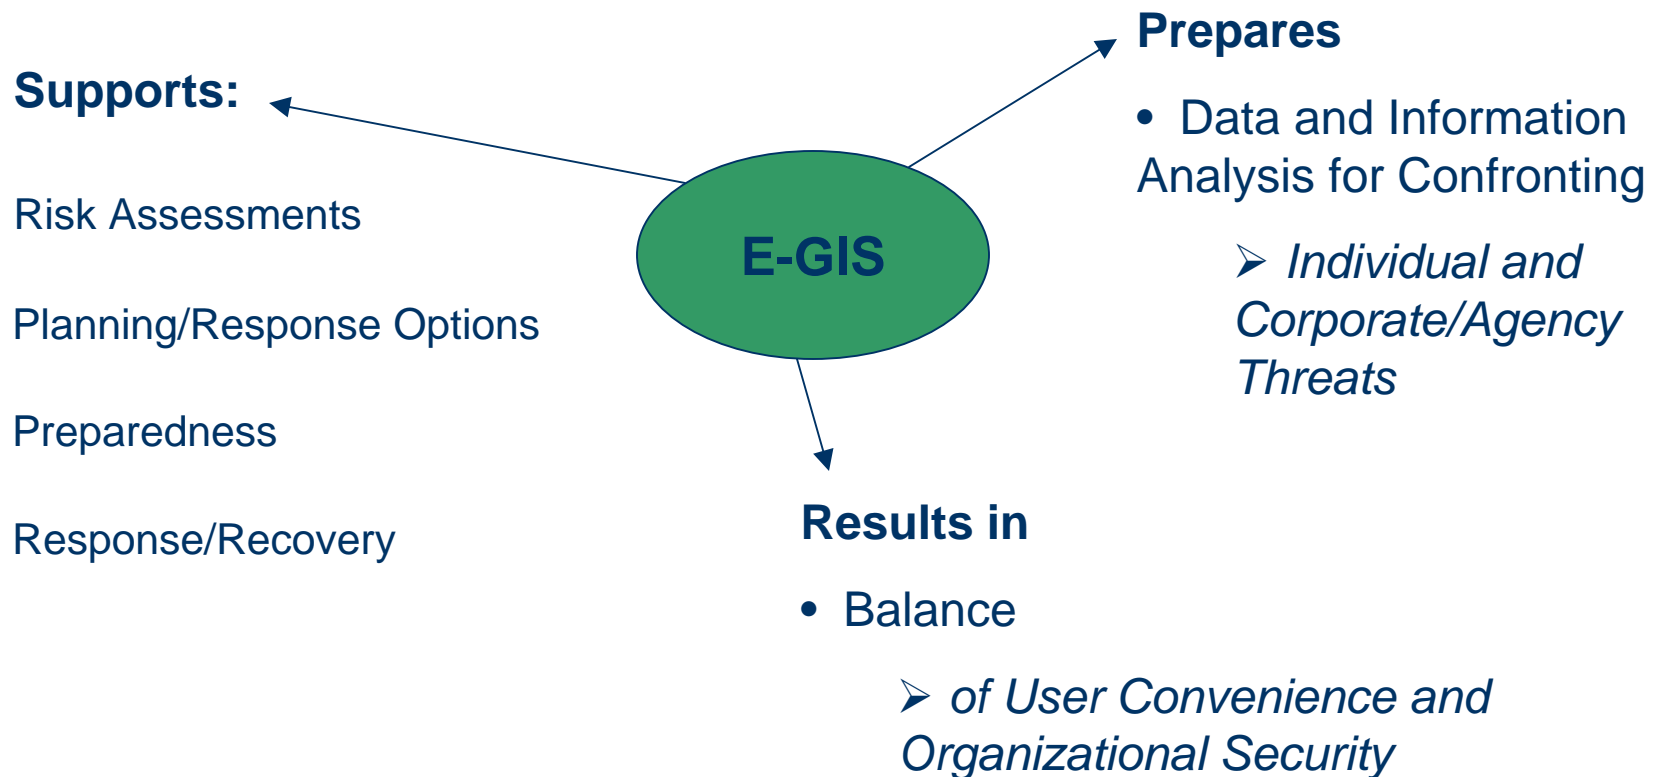 Supports:
Risk Assessments
Planning/Response Options
Preparedness
Response/Recovery
E-GIS
Prepares
• Data and Information
Analysis for Confronting
➢ Individual and
Corporate/Agency
Threats
Results in
• Balance
➢ of User Convenience and
Organizational Security